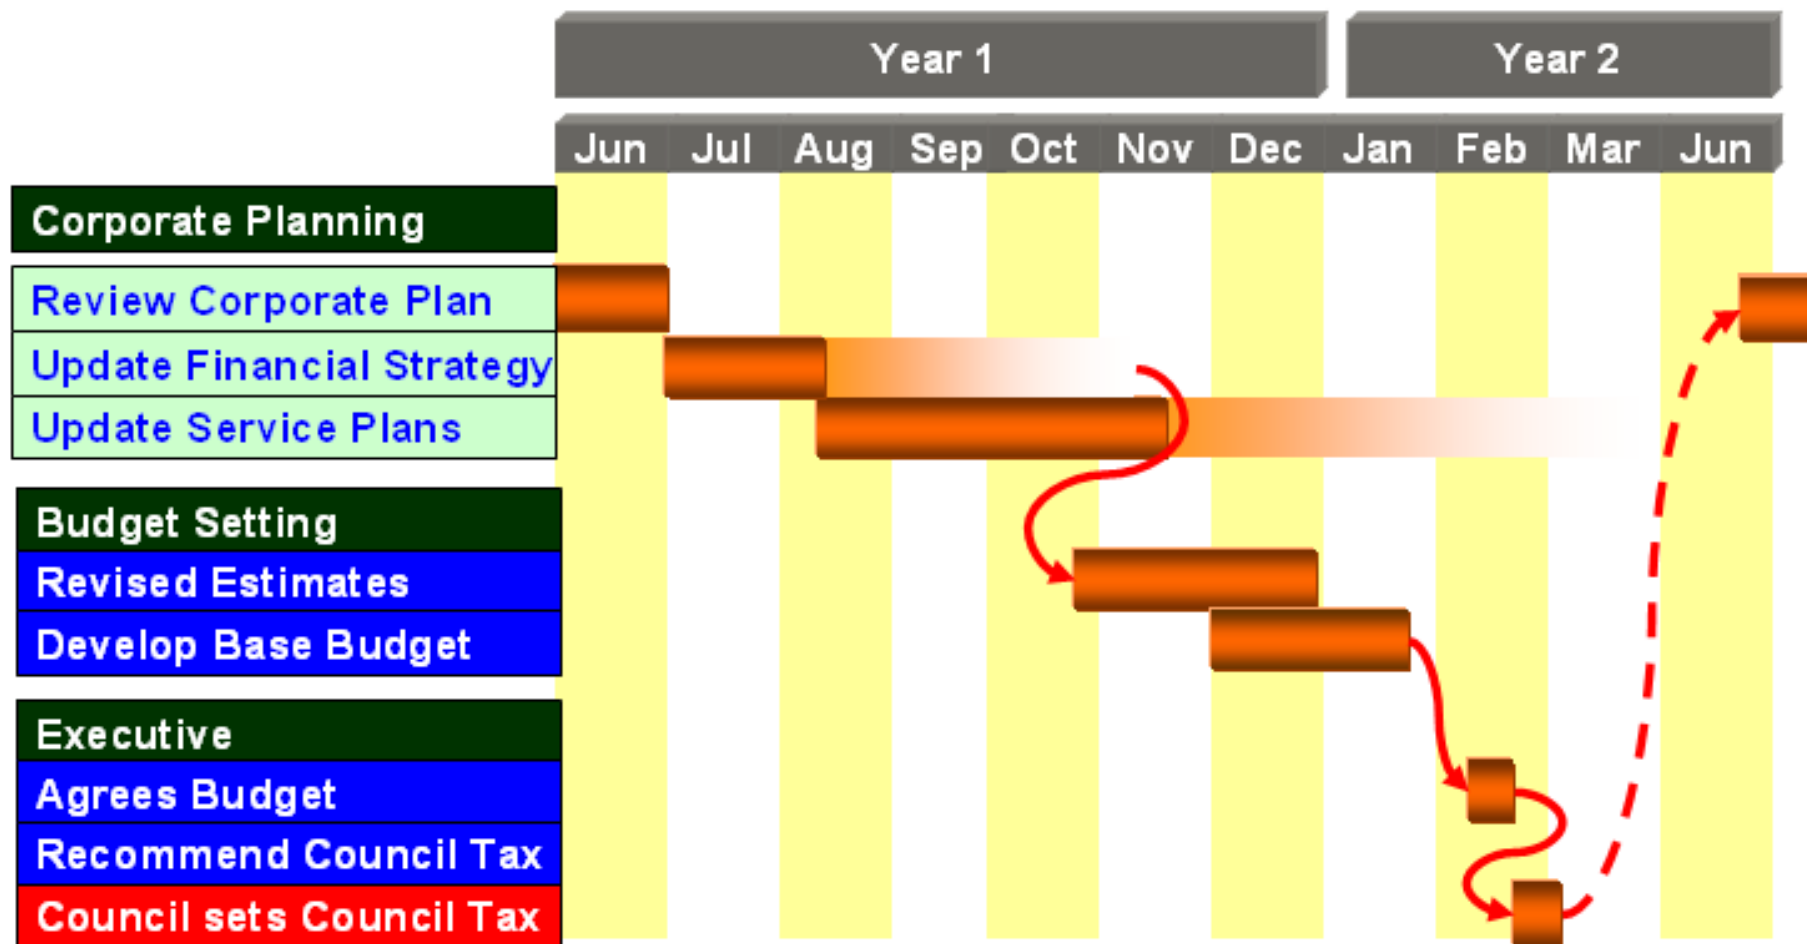 Year 1
Year 2
Jun Jul Aug Sep Oct Nov Dec Jan Feb Mar Jun
Corporate Planning
Review Corporate Plan
Update Financial Strategy
Update Service Plans
Budget Setting
Revised Estimates
Develop Base Budget
Executive
Agrees Budget
Recommend Council Tax
Council sets Council Tax